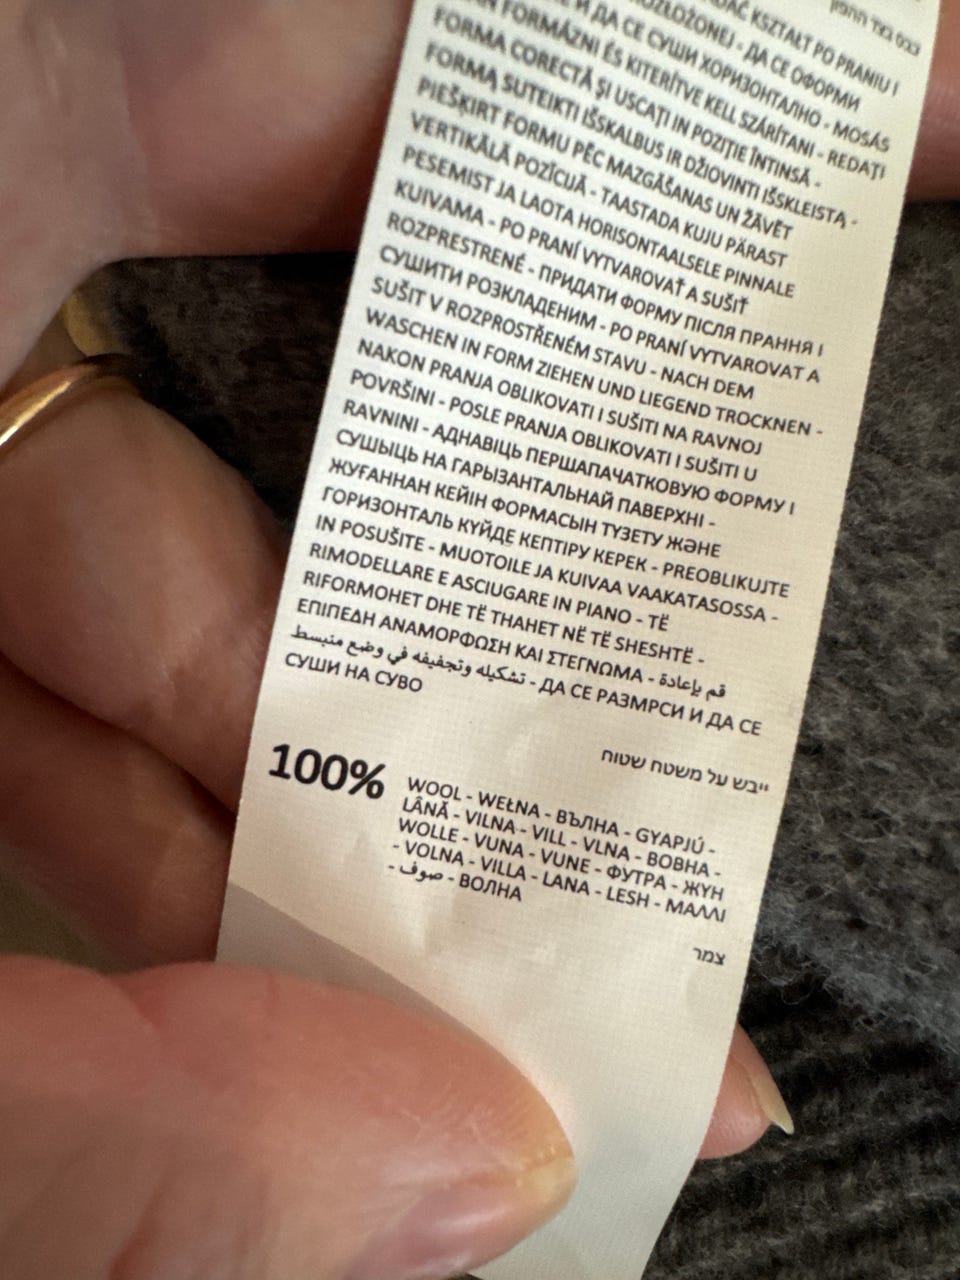 כבס בצד ההפוך
KSZTAŁT PO PRANIU I
ROZŁOŻONEJ - ДА СЕ ОФОРМИ
И ДА СЕ СУШИ ХОРИЗОНТАЛНО - MOSÁS
FORMÁZNI ÉS KITERÍTVE KELL SZÁRÍTANI - REDAȚI
FORMA CORECTĂ ȘI USCAȚI IN POZIȚIE ÎNTINSĂ -
FORMĄ SUTEIKTI IŠSKALBUS IR DŽIOVINTI IŠSKLEISTĄ -
PIEŠĶIRT FORMU PĒC MAZGĀŠANAS UN ŽĀVĒT
VERTIKĀLĀ POZĪCIJĀ - TAASTADA KUJU PÄRAST
PESEMIST JA LAOTA HORISONTAALSELE PINNALE
KUIVAMA - PO PRANÍ VYTVAROVAŤ A SUŠIŤ
ROZPRESTRENÉ - ПРИДАТИ ФОРМУ ПІСЛЯ ПРАННЯ І
СУШИТИ РОЗКЛАДЕНИМ - PO PRANÍ VYTVAROVAT A
SUŠIT V ROZPROSTŘENÉM STAVU - NACH DEM
WASCHEN IN FORM ZIEHEN UND LIEGEND TROCKNEN -
NAKON PRANJA OBLIKOVATI I SUŠITI NA RAVNOJ
POVRŠINI - POSLE PRANJA OBLIKOVATI I SUŠITI U
RAVNINI - АДНАВІЦЬ ПЕРШАПАЧАТКОВУЮ ФОРМУ І
СУШЫЦЬ НА ГАРЫЗАНТАЛЬНАЙ ПАВЕРХНІ -
ЖУҒАННАН КЕЙІН ФОРМАСЫН ТҮЗЕТУ ЖӘНЕ
ГОРИЗОНТАЛЬ КҮЙДЕ КЕПТІРУ КЕРЕК - PREOBLIKUJTE
IN POSUŠITE - MUOTOILE JA KUIVAA VAAKATASOSSA -
RIMODELLARE E ASCIUGARE IN PIANO - TË
RIFORMOHET DHE TË THAHET NË TË SHESHTË -
ΕΠΙΠΕΔΗ ΑΝΑΜΟΡΦΩΣΗ ΚΑΙ ΣΤΕΓΝΩΜΑ - قم بإعادة
تشكيله وتجفيفه في وضع منبسط - ДА СЕ РАЗМРСИ И ДА СЕ
СУШИ НА СУВО
ייבש על משטח שטוח
100% WOOL - WEŁNA - ВЪЛНА - GYAPJÚ -
LÂNĂ - VILNA - VILL - VLNA - ВОВНА -
WOLLE - VUNA - VUNE - ФУТРА - ЖҮН
- VOLNA - VILLA - LANA - LESH - ΜΑΛΛΙ
- صوف - ВОЛНА
צמר